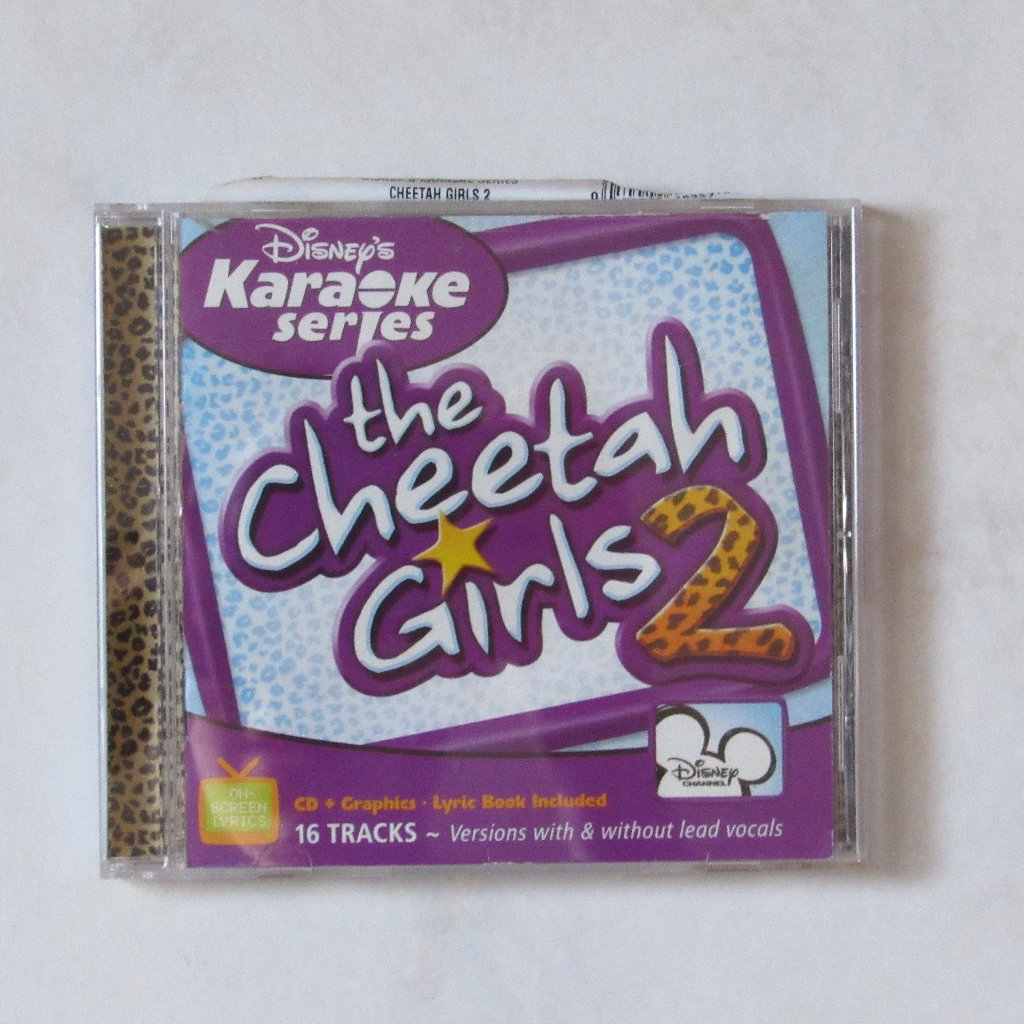 CHEETAH GIRLS 2
Disney's
Karaoke
series
the
Cheetah
Girls 2
Disney
CHANNEL
ON-
SCREEN
LYRICS
CD + Graphics · Lyric Book Included
16 TRACKS ~ Versions with & without lead vocals